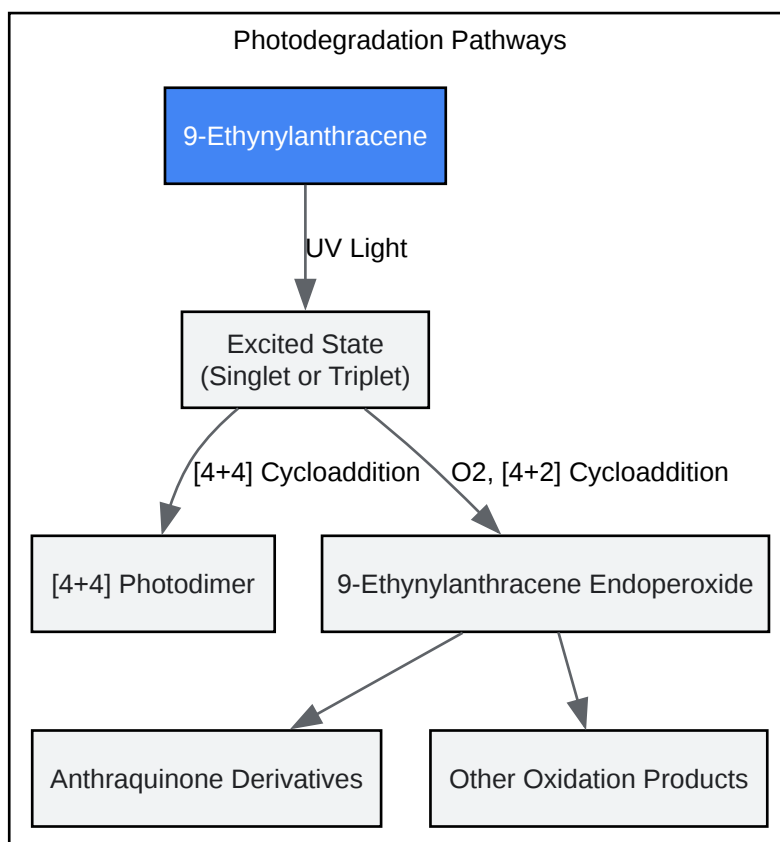 Photodegradation Pathways
9-Ethynylanthracene
UV Light
Excited State
(Singlet or Triplet)
[4+4] Cycloaddition
O2, [4+2] Cycloaddition
[4+4] Photodimer
9-Ethynylanthracene Endoperoxide
Anthraquinone Derivatives
Other Oxidation Products